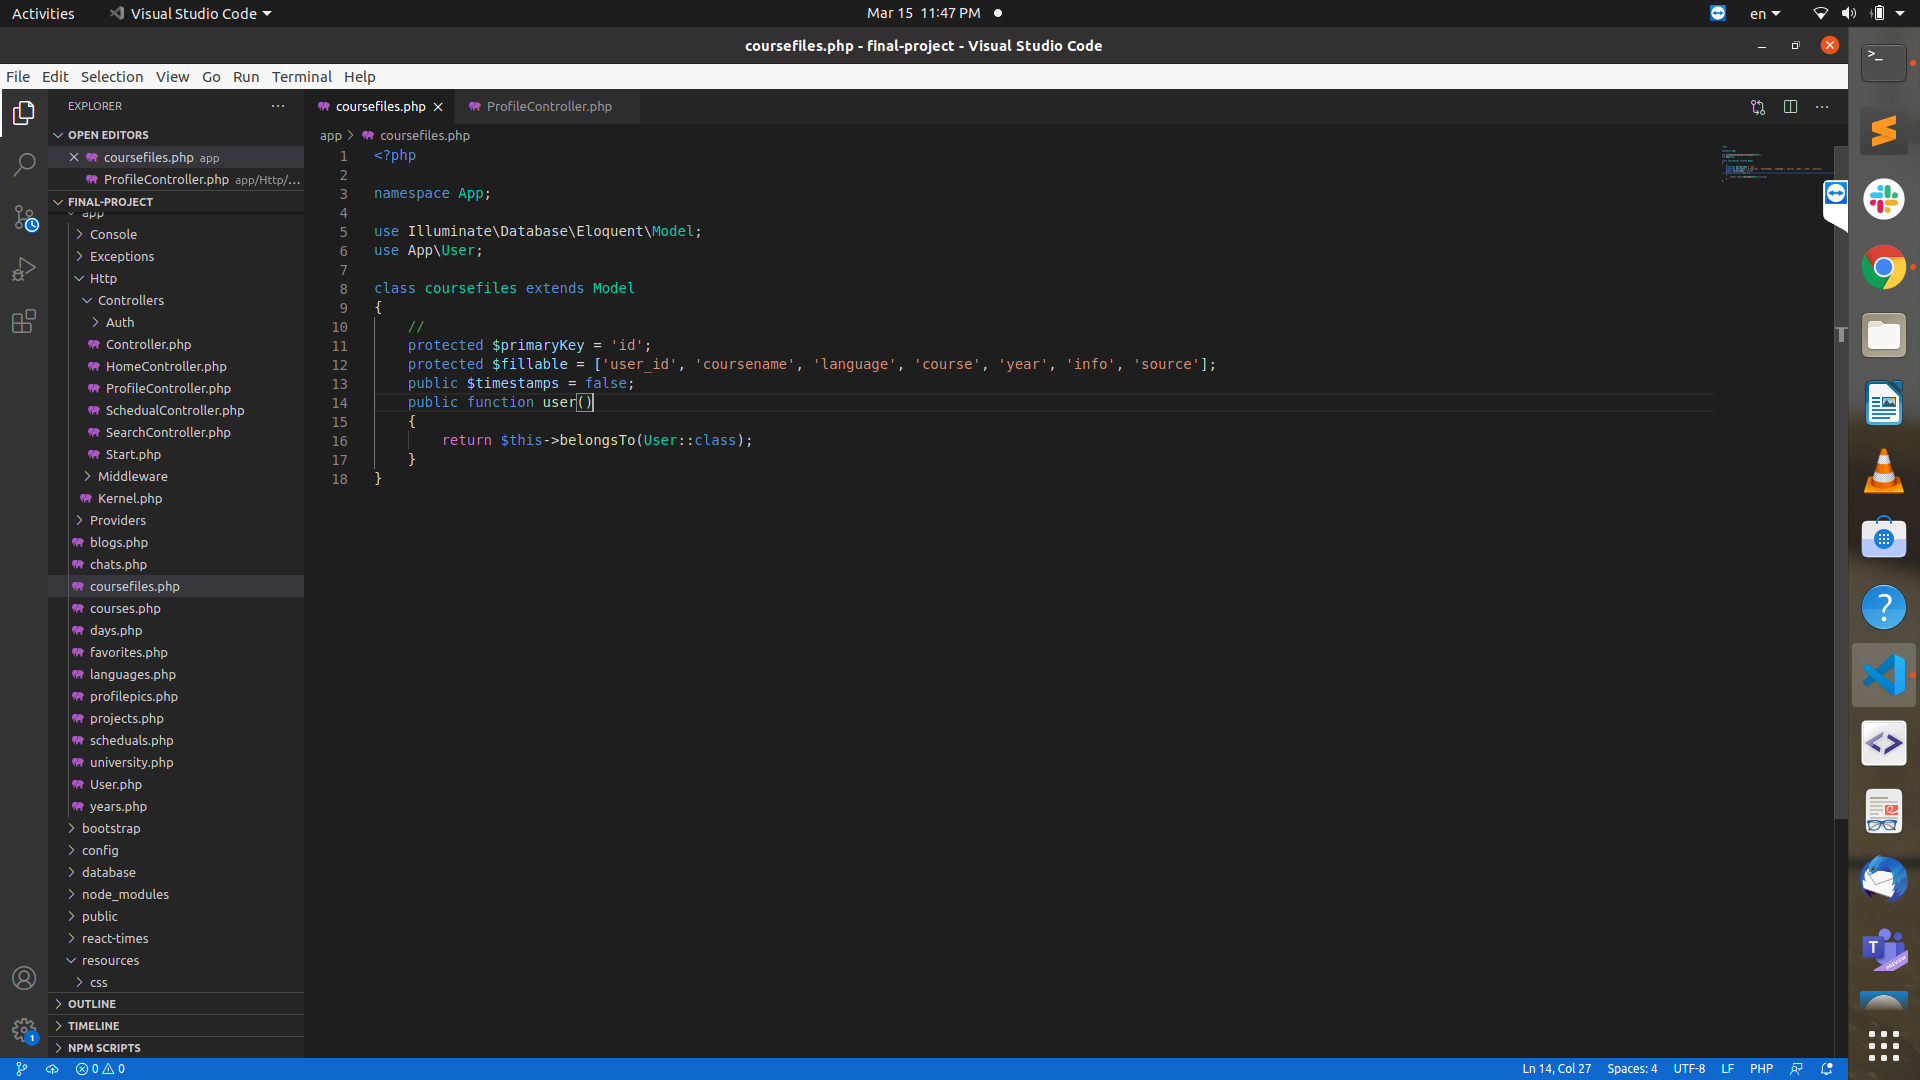 Activities
Visual Studio Code
Mar 15 11:47 PM
en
coursefiles.php - final-project - Visual Studio Code
File Edit Selection View Go Run Terminal Help
EXPLORER
OPEN EDITORS
coursefiles.php app
ProfileController.php app/Http/...
FINAL-PROJECT
app
Console
Exceptions
Http
Controllers
Auth
Controller.php
HomeController.php
ProfileController.php
SchedualController.php
SearchController.php
Start.php
Middleware
Kernel.php
Providers
blogs.php
chats.php
coursefiles.php
courses.php
days.php
favorites.php
languages.php
profilepics.php
projects.php
scheduals.php
university.php
User.php
years.php
bootstrap
config
database
node_modules
public
react-times
resources
css
OUTLINE
TIMELINE
NPM SCRIPTS
coursefiles.php
ProfileController.php
app > coursefiles.php
1 <?php
2
3 namespace App;
4
5 use Illuminate\Database\Eloquent\Model;
6 use App\User;
7
8 class coursefiles extends Model
9 {
10 //
11 protected $primaryKey = 'id';
12 protected $fillable = ['user_id', 'coursename', 'language', 'course', 'year', 'info', 'source'];
13 public $timestamps = false;
14 public function user()
15 {
16 return $this->belongsTo(User::class);
17 }
18 }
1
0 0
Ln 14, Col 27
Spaces: 4
UTF-8
LF
PHP